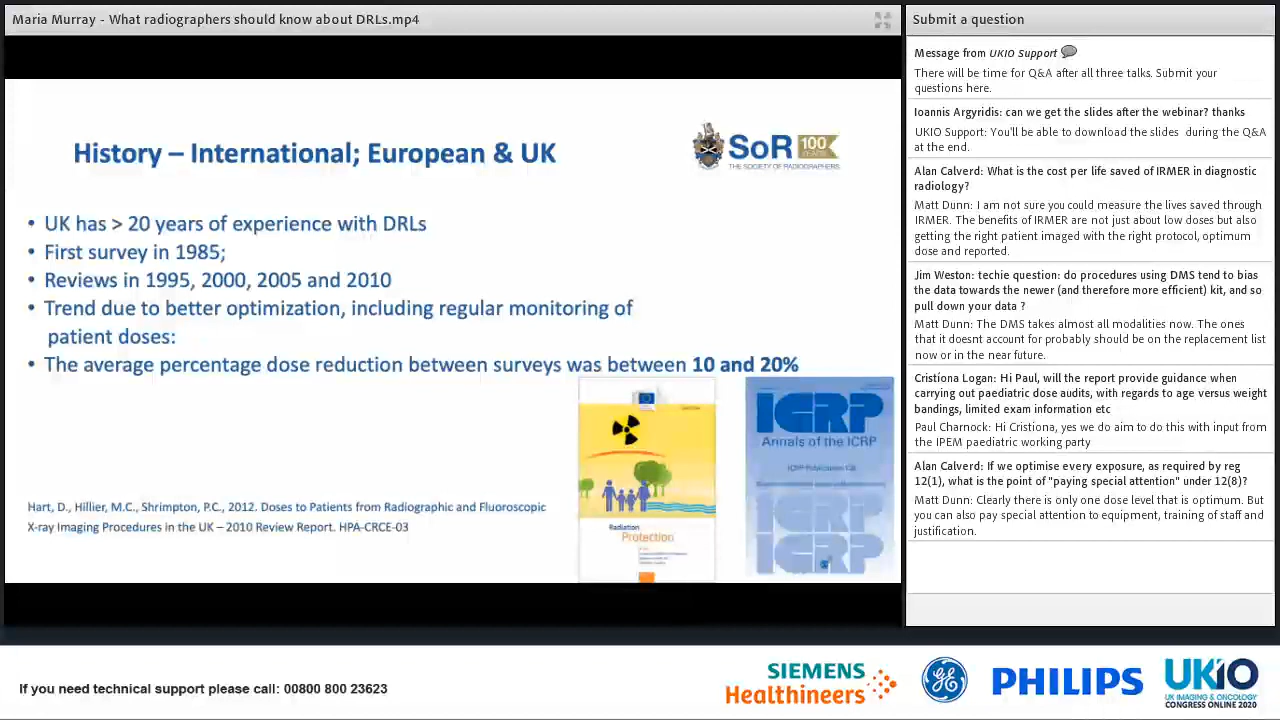 Maria Murray - What radiographers should know about DRLs.mp4
History – International; European & UK
SoR 100 YEARS
THE SOCIETY OF RADIOGRAPHERS
• UK has > 20 years of experience with DRLs
• First survey in 1985;
• Reviews in 1995, 2000, 2005 and 2010
• Trend due to better optimization, including regular monitoring of
patient doses:
• The average percentage dose reduction between surveys was between 10 and 20%
Radiation
Protection
ICRP
Annals of the ICRP
ICRP
ICRP
Hart, D., Hillier, M.C., Shrimpton, P.C., 2012. Doses to Patients from Radiographic and Fluoroscopic
X-ray Imaging Procedures in the UK – 2010 Review Report. HPA-CRCE-03
Submit a question
Message from UKIO Support
There will be time for Q&A after all three talks. Submit your
questions here.
Ioannis Argyridis: can we get the slides after the webinar? thanks
UKIO Support: You'll be able to download the slides during the Q&A
at the end.
Alan Calverd: What is the cost per life saved of IRMER in diagnostic
radiology?
Matt Dunn: I am not sure you could measure the lives saved through
IRMER. The benefits of IRMER are not just about low doses but also
getting the right patient imaged with the right protocol, optimum
dose and reported.
Jim Weston: techie question: do procedures using DMS tend to bias
the data towards the newer (and therefore more efficient) kit, and so
pull down your data ?
Matt Dunn: The DMS takes almost all modalities now. The ones
that it doesnt account for probably should be on the replacement list
now or in the near future.
Cristíona Logan: Hi Paul, will the report provide guidance when
carrying out paediatric dose audits, with regards to age versus weight
bandings, limited exam information etc
Paul Charnock: Hi Cristiona, yes we do aim to do this with input from
the IPEM paediatric working party
Alan Calverd: If we optimise every exposure, as required by reg
12(1), what is the point of "paying special attention" under 12(8)?
Matt Dunn: Clearly there is only one dose level that is optimum. But
you can also pay special attention to equipment, training of staff and
justification.
If you need technical support please call: 00800 800 23623
SIEMENS
Healthineers
GE
PHILIPS
UKIO
UK IMAGING & ONCOLOGY
CONGRESS ONLINE 2020